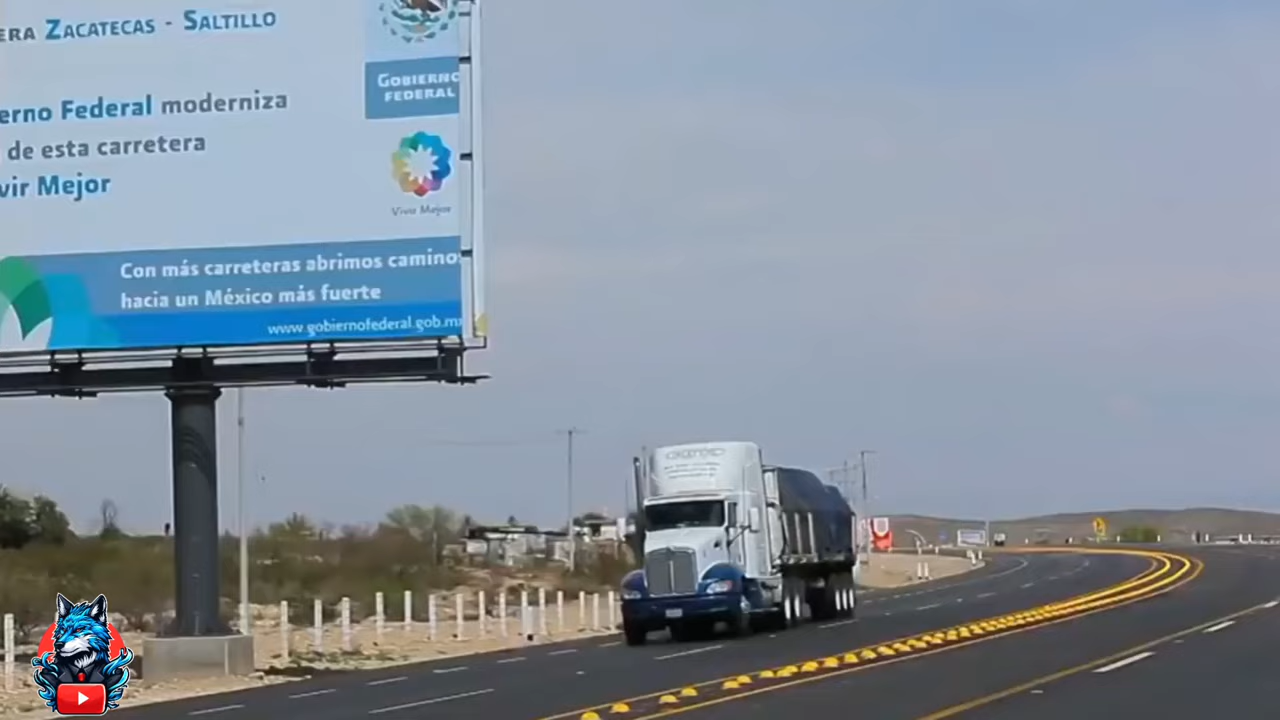 ERA ZACATECAS - SALTILLO
erno Federal moderniza
de esta carretera
vir Mejor
GOBIERNO
FEDERAL
Vivir Mejor
Con más carreteras abrimos camino
hacia un México más fuerte
www.gobiernofederal.gob.mx